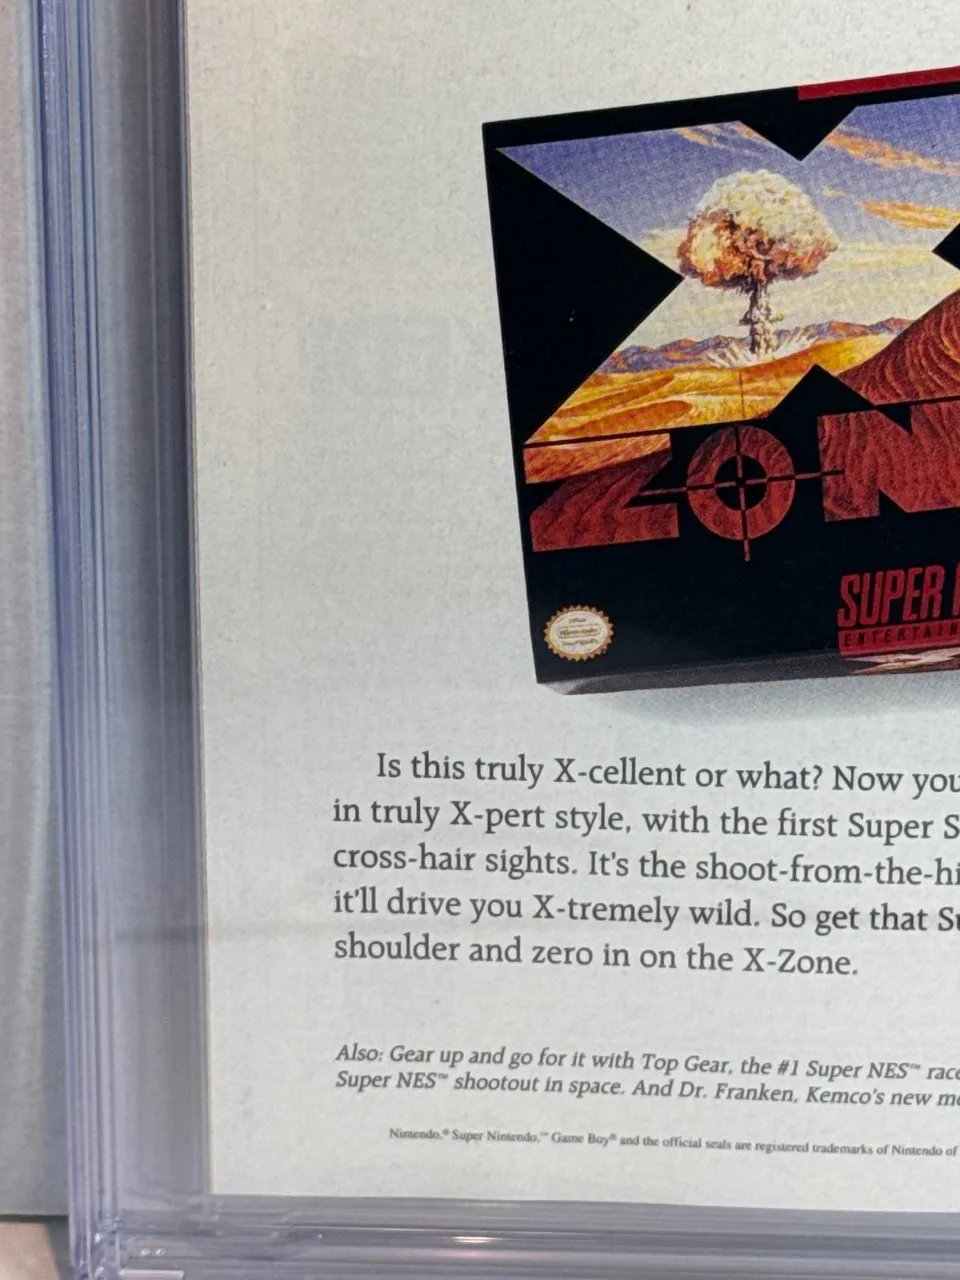 X
ZON
SUPER
ENTERTAIN
Is this truly X-cellent or what? Now you
in truly X-pert style, with the first Super S
cross-hair sights. It's the shoot-from-the-hi
it'll drive you X-tremely wild. So get that Su
shoulder and zero in on the X-Zone.
Also: Gear up and go for it with Top Gear, the #1 Super NES™ race
Super NES™ shootout in space. And Dr. Franken, Kemco's new m
Nintendo,® Super Nintendo,™ Game Boy® and the official seals are registered trademarks of Nintendo of